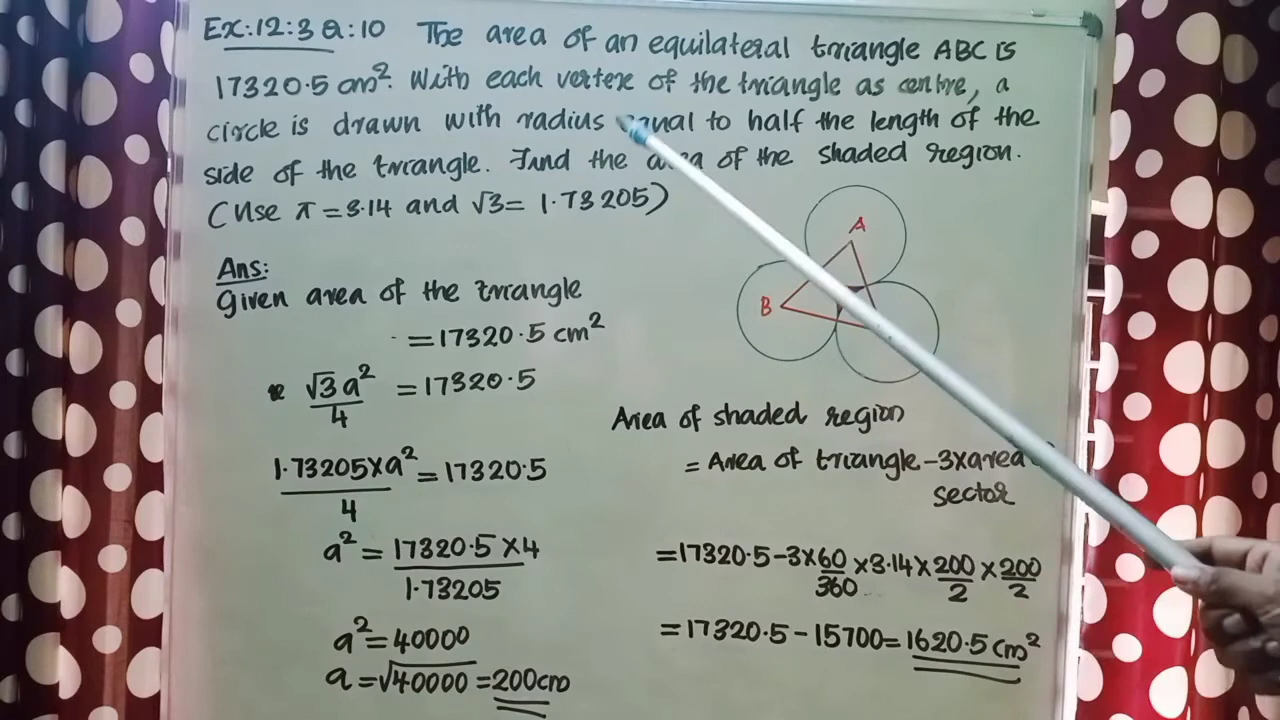 Ex:12:3 Q:10 The area of an equilateral triangle ABC is
17320.5 cm². With each vertex of the triangle as centre, a
circle is drawn with radius equal to half the length of the
side of the triangle. Find the area of the shaded region.
(Use π = 3.14 and √3 = 1.73205)
A
B
Ans:
Given area of the triangle
= 17320.5 cm²
√3 a²/4 = 17320.5
1.73205×a²/4 = 17320.5
a² = 17320.5 × 4/1.73205
a² = 40000
a = √40000 = 200cm
Area of shaded region
= Area of triangle - 3×area
sector
= 17320.5 - 3×60/360 × 3.14 × 200/2 × 200/2
= 17320.5 - 15700 = 1620.5 cm²